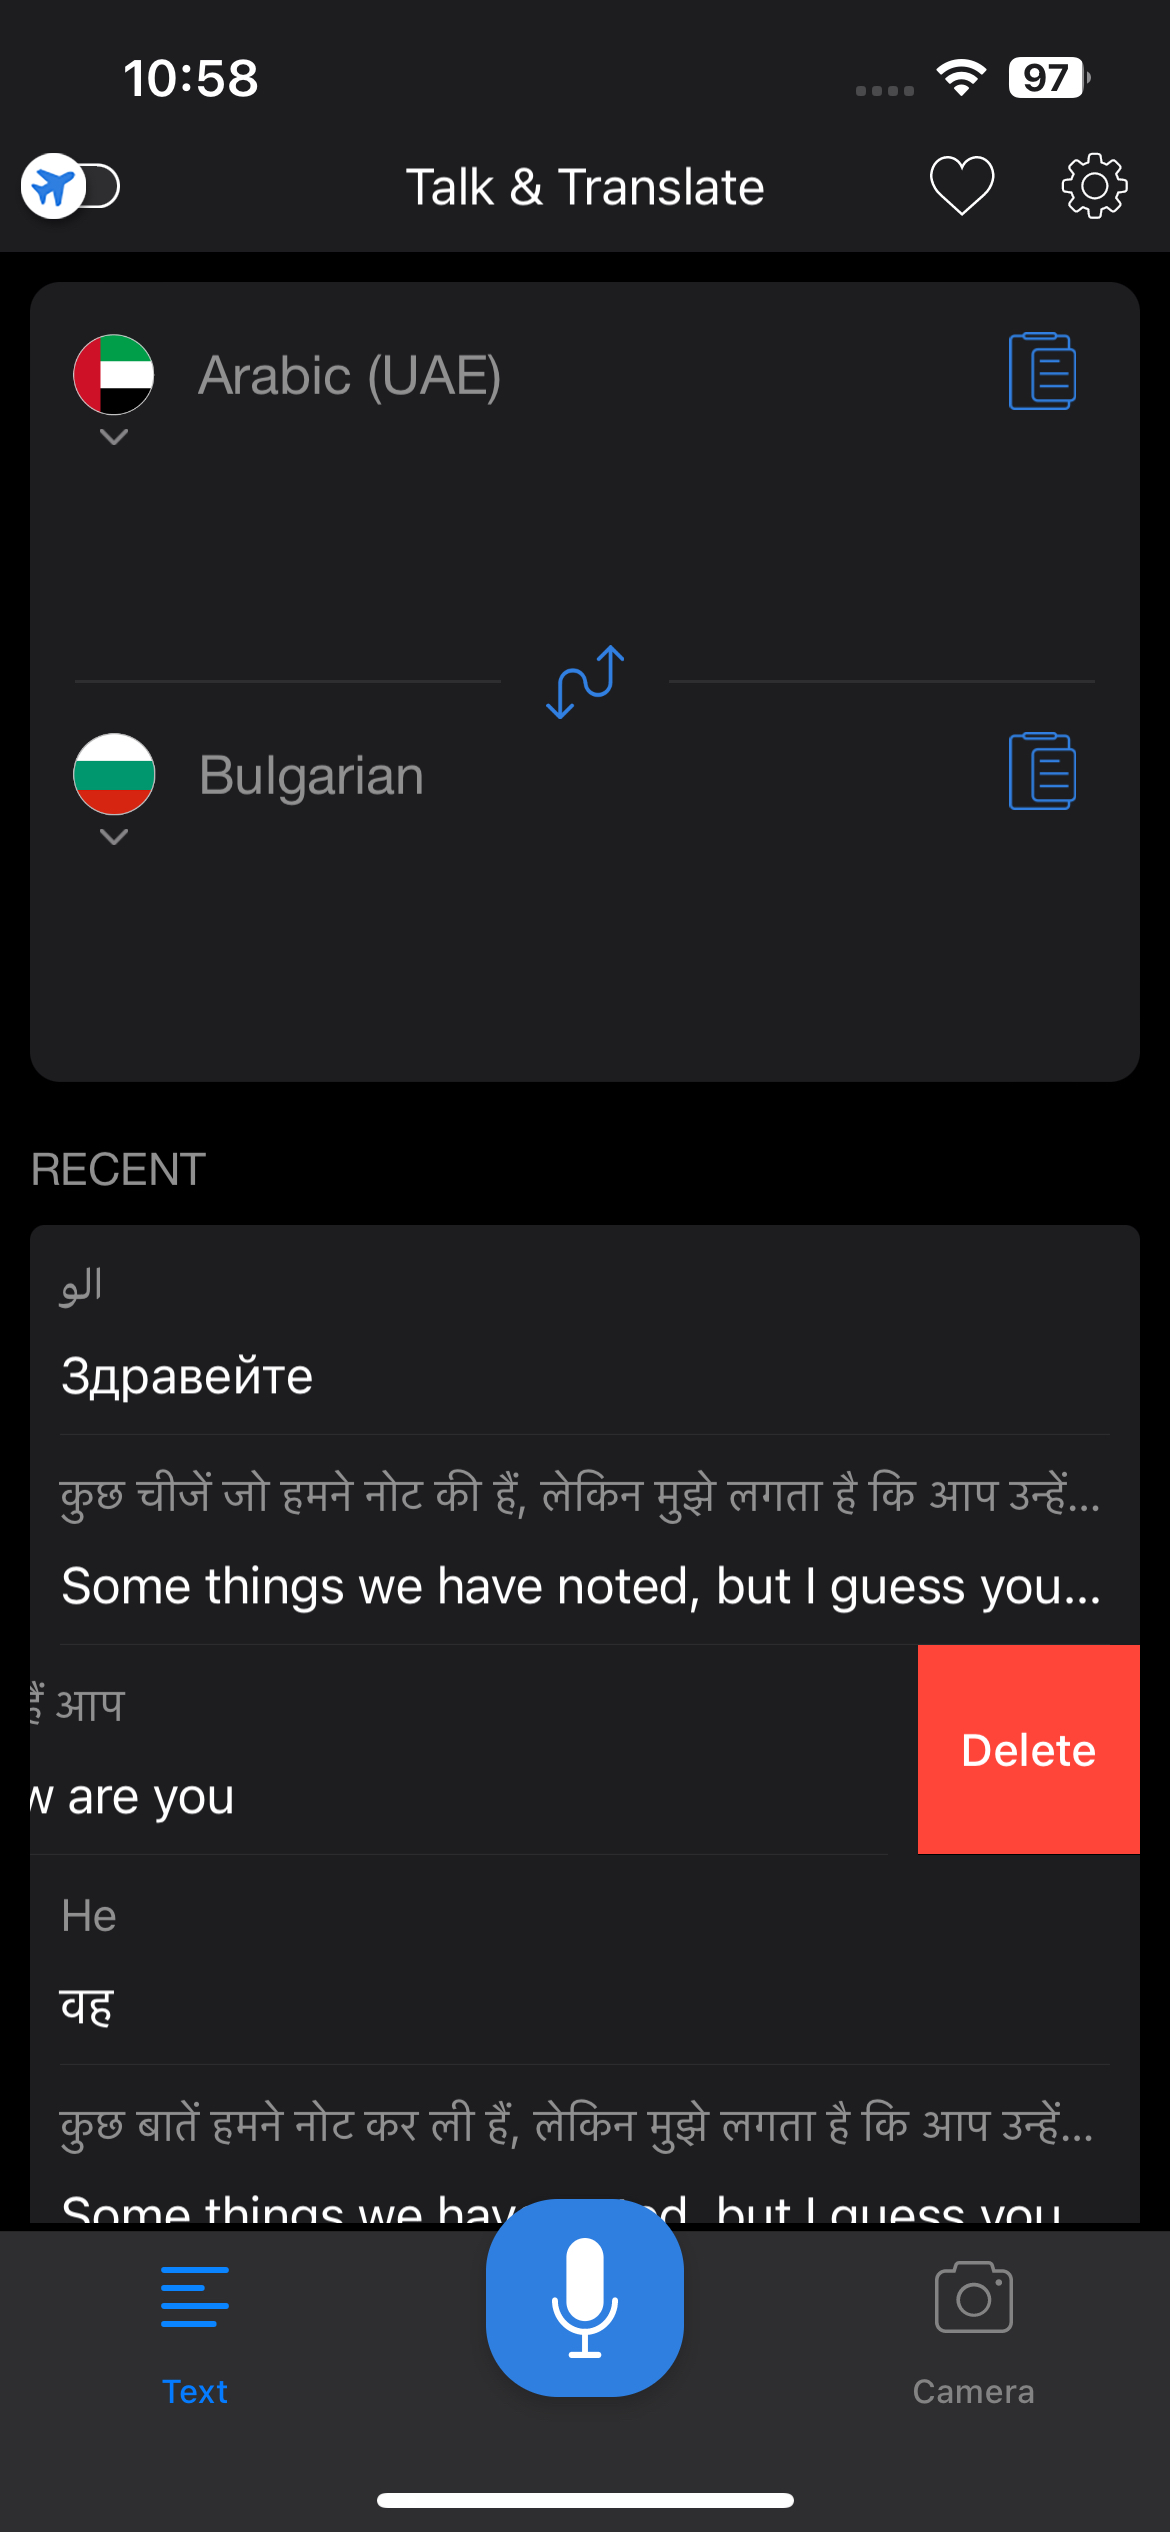 10:58
97
Talk & Translate
Arabic (UAE)
Bulgarian
RECENT
الو
Здравейте
कुछ चीजें जो हमने नोट की हैं, लेकिन मुझे लगता है कि आप उन्हें...
Some things we have noted, but I guess you...
हैं आप
w are you
Delete
He
वह
कुछ बातें हमने नोट कर ली हैं, लेकिन मुझे लगता है कि आप उन्हें...
Some things we have noted, but I guess you
Text
Camera